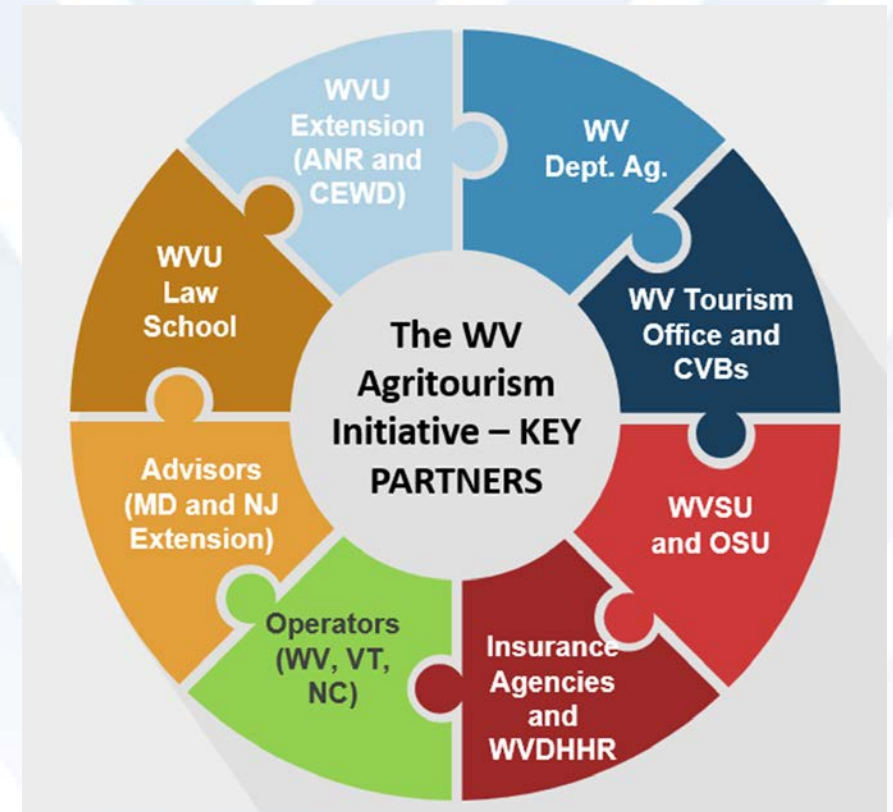 The WV
Agritourism
Initiative – KEY
PARTNERS
WV
Dept. Ag.
WV Tourism
Office and
CVBs
WVSU
and OSU
Insurance
Agencies
and
WVDHHR
Operators
(WV, VT,
NC)
Advisors
(MD and NJ
Extension)
WVU
Law
School
WVU
Extension
(ANR and
CEWD)